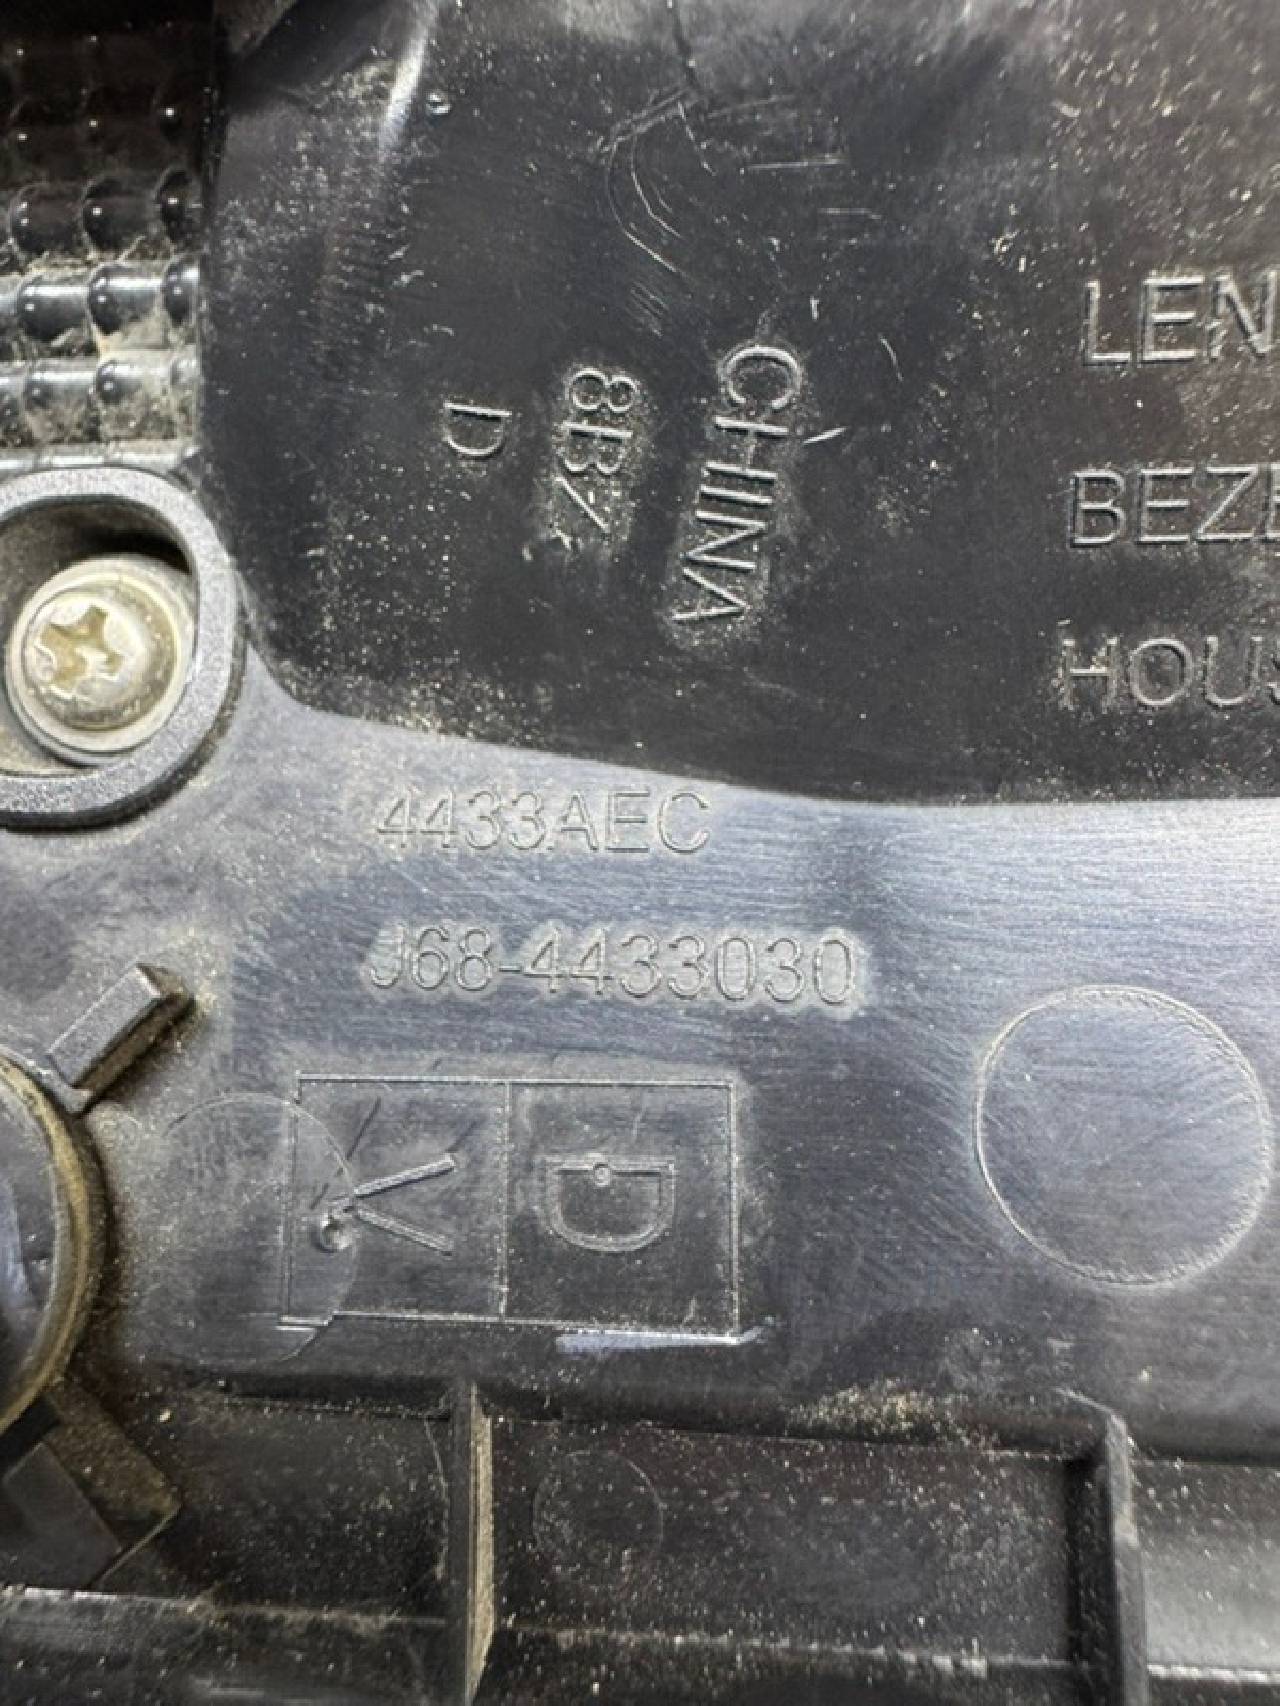 LEN
BEZE
HOUS
CHINA
8B7
D
4433AEC
J68-4433030
D
V